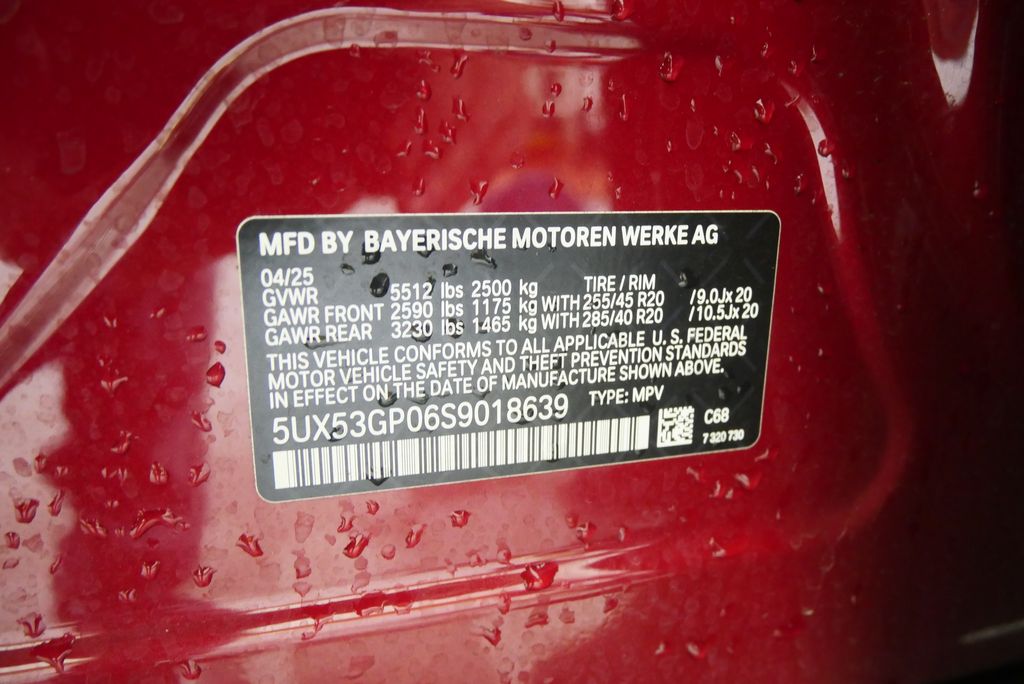 MFD BY BAYERISCHE MOTOREN WERKE AG
04/25 TIRE / RIM
GVWR 5512 lbs 2500 kg
GAWR FRONT 2590 lbs 1175 kg WITH 255/45 R20 /9.0Jx20
GAWR REAR 3230 lbs 1465 kg WITH 285/40 R20 /10.5Jx20
THIS VEHICLE CONFORMS TO ALL APPLICABLE U. S. FEDERAL
MOTOR VEHICLE SAFETY AND THEFT PREVENTION STANDARDS
IN EFFECT ON THE DATE OF MANUFACTURE SHOWN ABOVE.
5UX53GP06S9018639 TYPE: MPV
C68
7 320 730